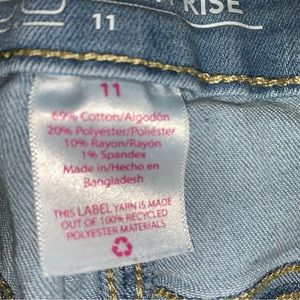 RISE
11
11
69% Cotton/Algodón
20% Polyester/Poliéster
10% Rayon/Rayón
1% Spandex
Made in/Hecho en
Bangladesh
THIS LABEL YARN IS MADE
OUT OF 100% RECYCLED
POLYESTER MATERIALS